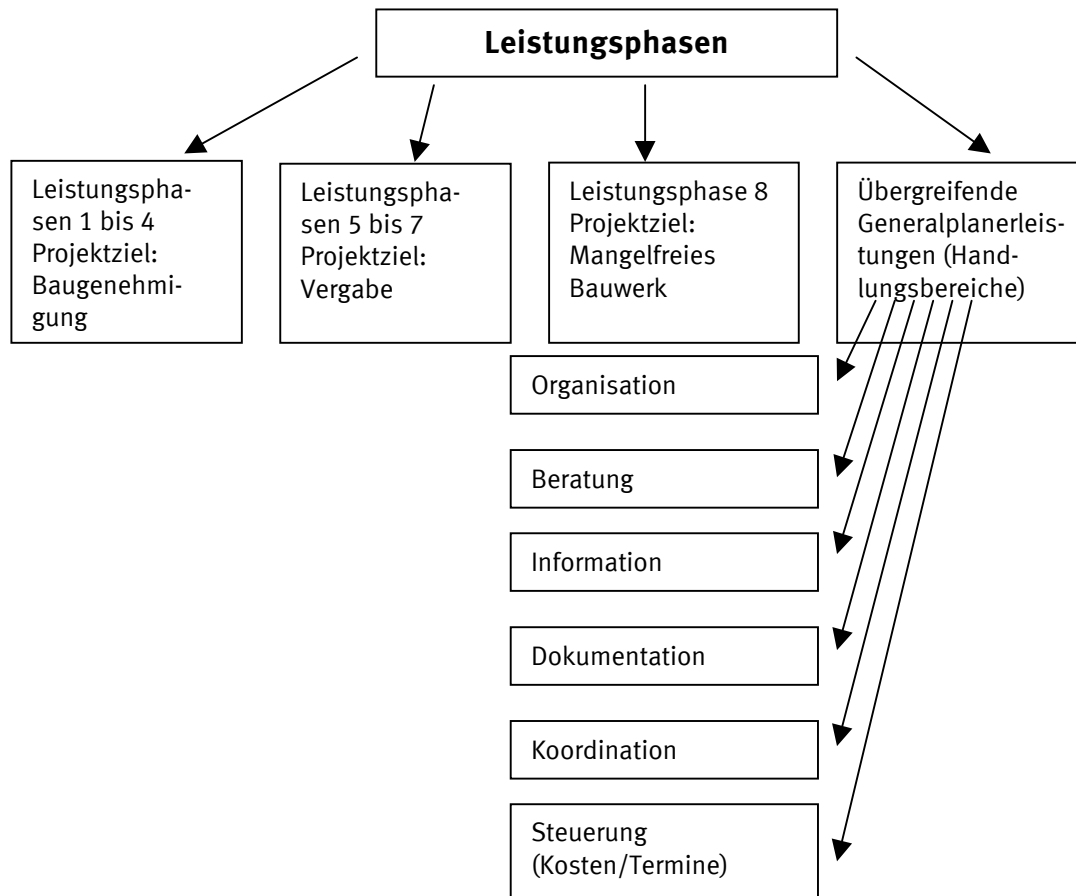 Leistungsphasen
Leistungspha-
sen 1 bis 4
Projektziel:
Baugenehmi-
gung
Leistungspha-
sen 5 bis 7
Projektziel:
Vergabe
Leistungsphase 8
Projektziel:
Mangelfreies
Bauwerk
Übergreifende
Generalplanerleis-
tungen (Hand-
lungsbereiche)
Organisation
Beratung
Information
Dokumentation
Koordination
Steuerung
(Kosten/Termine)